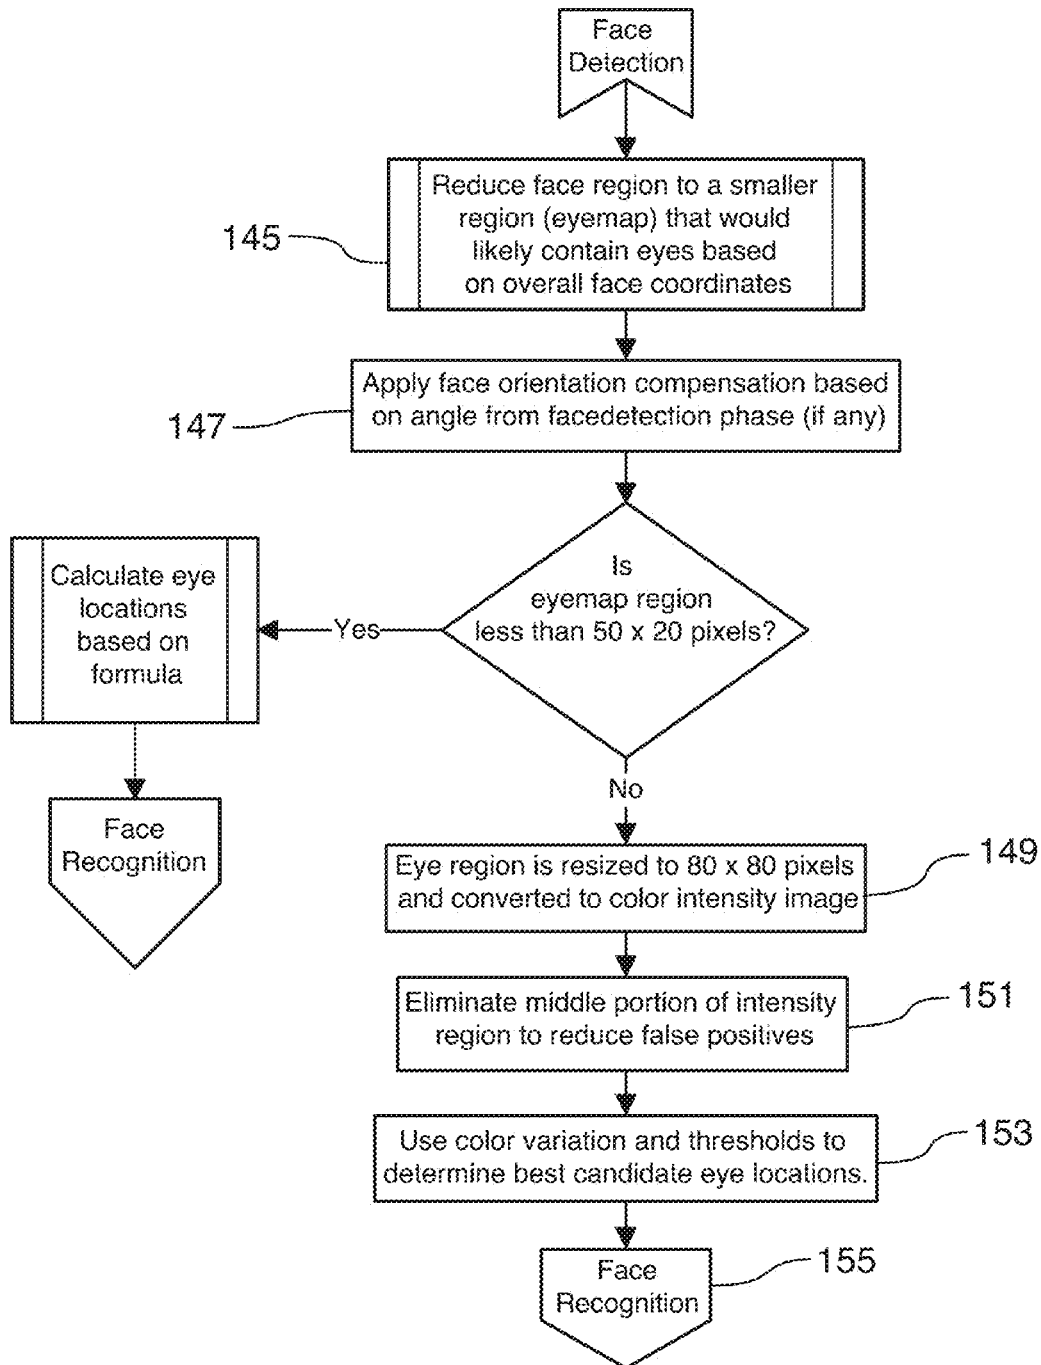 Face
Detection
Reduce face region to a smaller
region (eyemap) that would
likely contain eyes based
on overall face coordinates
145
Apply face orientation compensation based
on angle from facedetection phase (if any)
147
Is
eyemap region
less than 50 x 20 pixels?
Yes
Calculate eye
locations
based on
formula
Face
Recognition
No
Eye region is resized to 80 x 80 pixels
and converted to color intensity image
149
Eliminate middle portion of intensity
region to reduce false positives
151
Use color variation and thresholds to
determine best candidate eye locations.
153
Face
Recognition
155